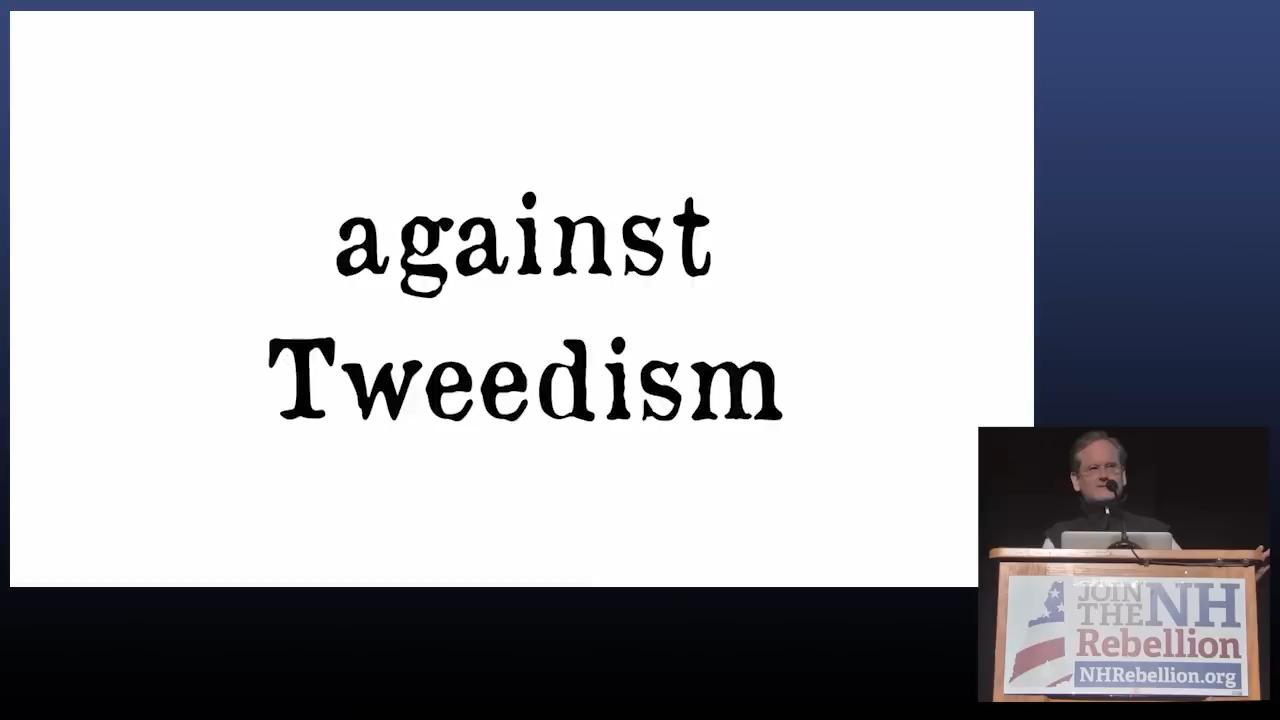 against
Tweedism
JOIN
THE NH
Rebellion
NHRebellion.org